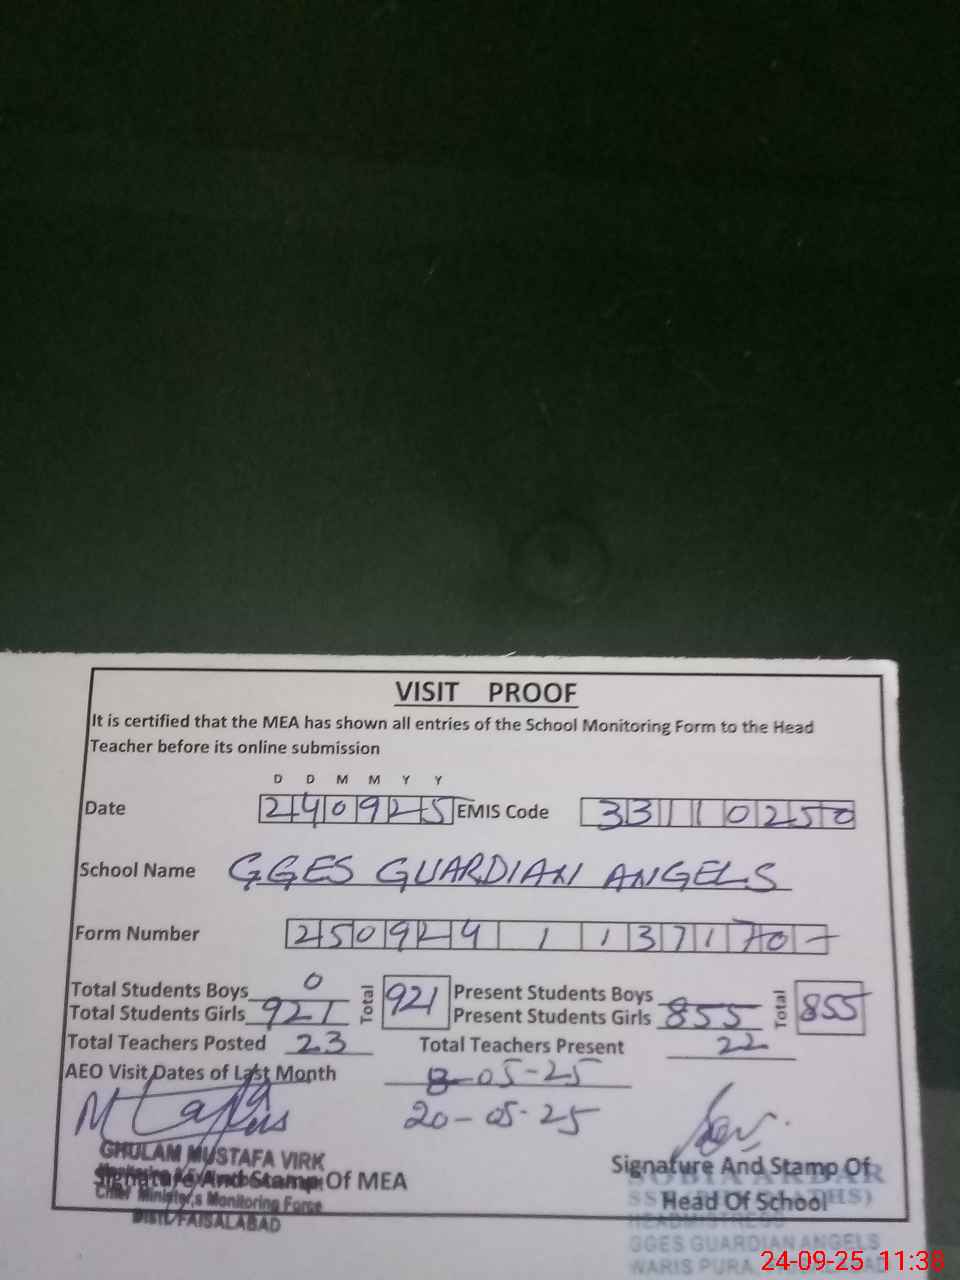 VISIT PROOF
It is certified that the MEA has shown all entries of the School Monitoring Form to the Head
Teacher before its online submission
D D M M Y Y
Date 240925 EMIS Code 33110250
School Name GGES GUARDIAN ANGELS
Form Number 250924 1 1371
Total Students Boys 0 Total 921 Present Students Boys — Total 855
Total Students Girls 921 Present Students Girls 855
Total Teachers Posted 23 Total Teachers Present 22
AEO Visit Dates of Last Month -05-25
20-05-25
GHULAM MUSTAFA VIRK
Signature And Stamp Of MEA
Chief Minister,s Monitoring Force
DISTT. FAISALABAD
Signature And Stamp Of
Head Of School
SOBIA AKBAR
HEADMISTRESS
GGES GUARDIAN ANGELS
WARIS PURA
24-09-25 11:38